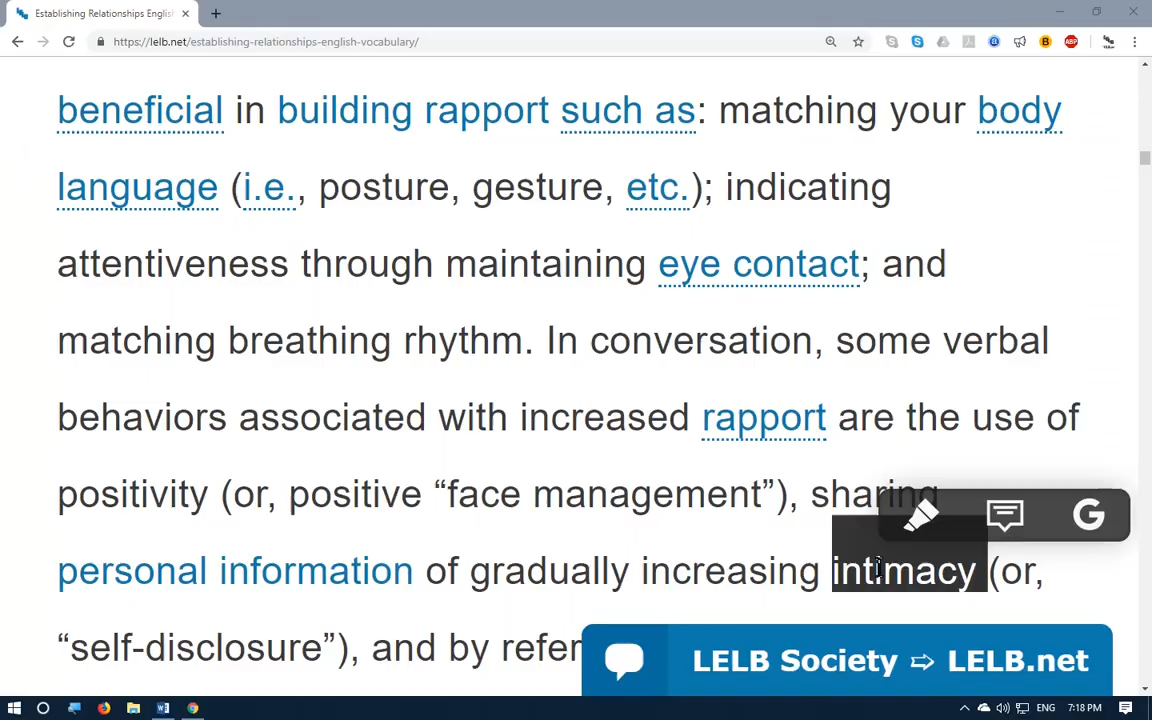 Establishing Relationships Englis
https://lelb.net/establishing-relationships-english-vocabulary/
beneficial in building rapport such as: matching your body
language (i.e., posture, gesture, etc.); indicating
attentiveness through maintaining eye contact; and
matching breathing rhythm. In conversation, some verbal
behaviors associated with increased rapport are the use of
positivity (or, positive “face management”), sharing
personal information of gradually increasing intimacy (or,
“self-disclosure”), and by refer
LELB Society ⇨ LELB.net
ENG 7:18 PM